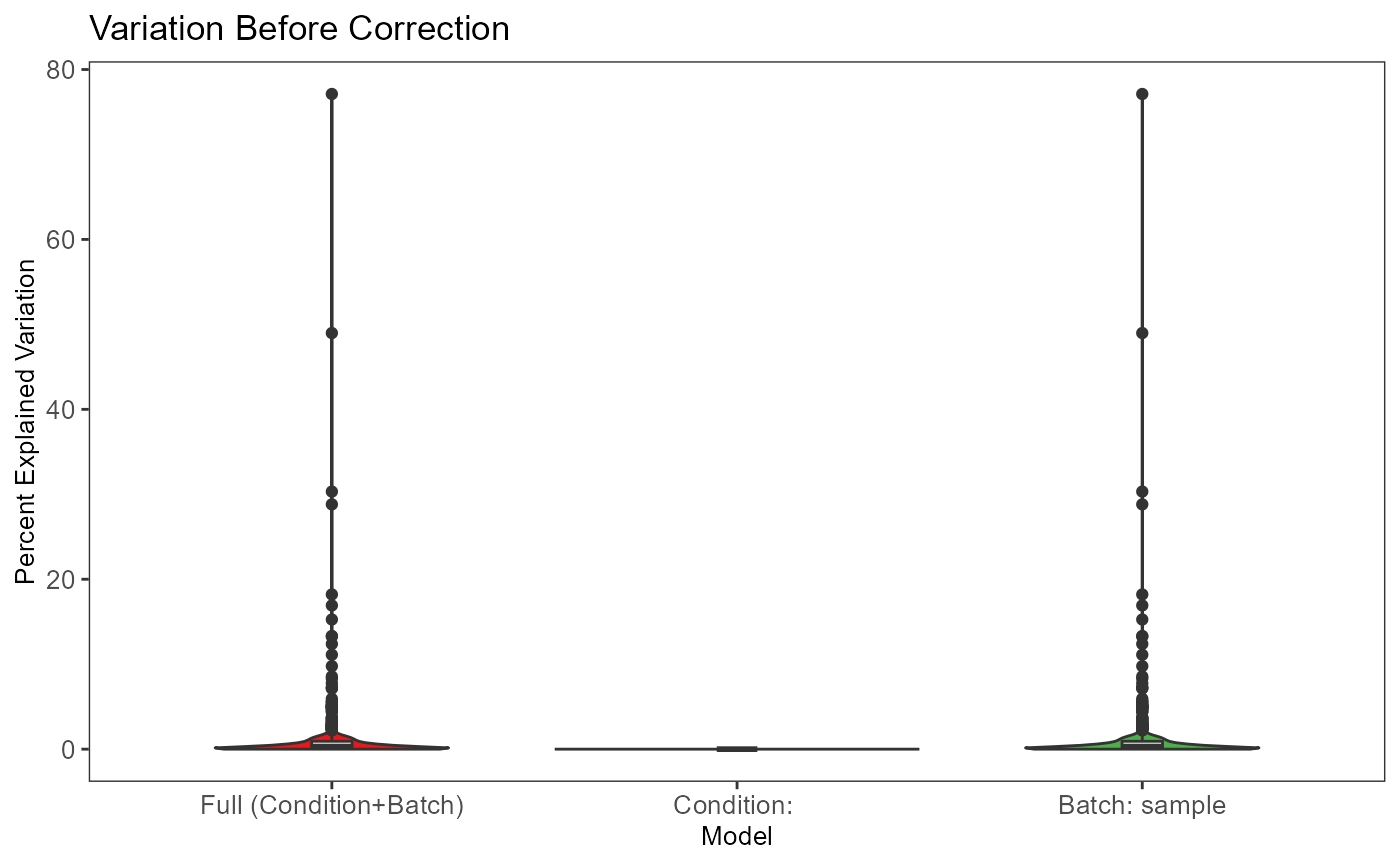 Variation Before Correction
80
60
40
20
0
Percent Explained Variation
Full (Condition+Batch)
Condition:
Batch: sample
Model